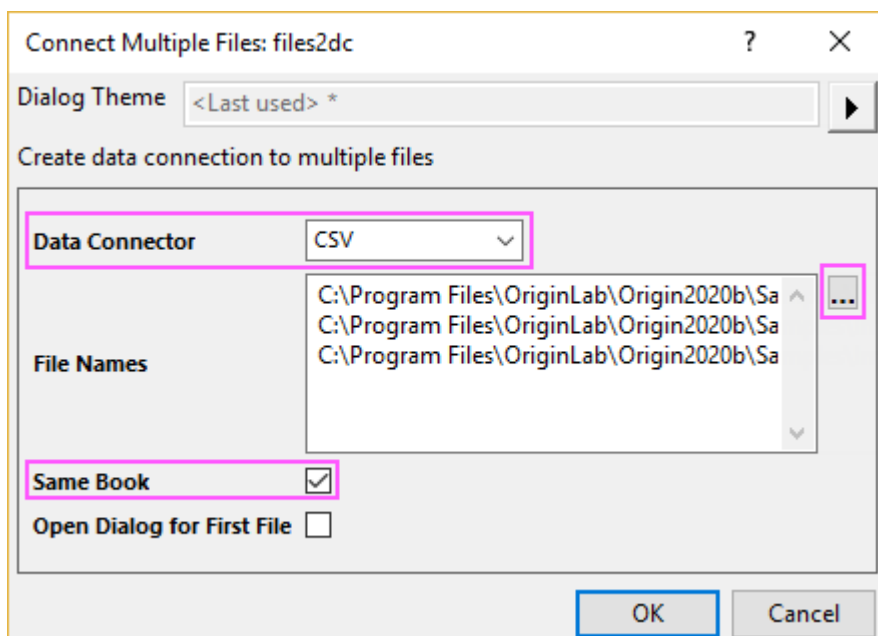 Connect Multiple Files: files2dc
Dialog Theme <Last used> *
Create data connection to multiple files
Data Connector CSV
C:\Program Files\OriginLab\Origin2020b\Sa ...
C:\Program Files\OriginLab\Origin2020b\Sa
C:\Program Files\OriginLab\Origin2020b\Sa
File Names
Same Book
Open Dialog for First File
OK Cancel